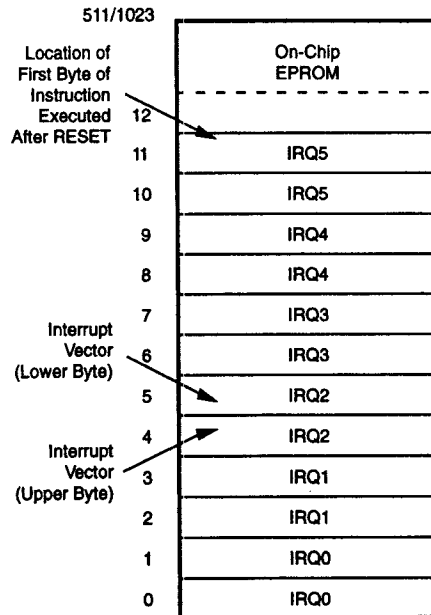 511/1023
Location of
First Byte of
Instruction
Executed
After RESET
On-Chip
EPROM
12
11 IRQ5
10 IRQ5
9 IRQ4
8 IRQ4
7 IRQ3
Interrupt
Vector
(Lower Byte)
6 IRQ3
5 IRQ2
4 IRQ2
Interrupt
Vector
(Upper Byte)
3 IRQ1
2 IRQ1
1 IRQ0
0 IRQ0